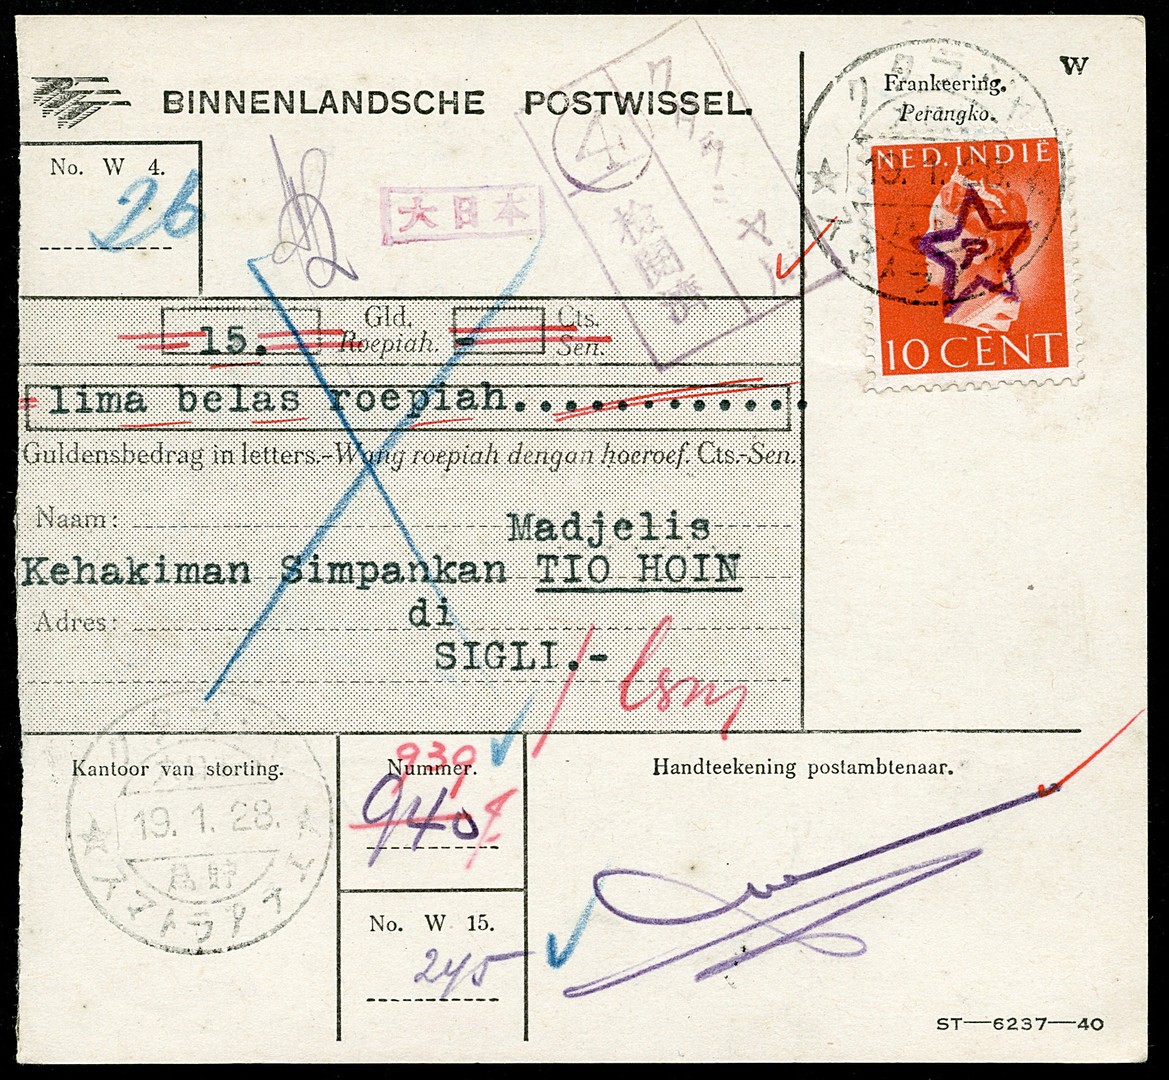 BINNENLANDSCHE POSTWISSEL.
W
Frankeering.
Perangko.
No. W 4.
26
大日本
4
検閲済
NED. INDIË
10 CENT
15. Gld. - Cts.
Roepiah. Sen.
lima belas roepiah.............
Guldensbedrag in letters.-Wang roepiah dengan hoeroef. Cts.-Sen.
Naam:
Madjelis
Kehakiman Simpankan TIO HOIN
Adres:
di
SIGLI.-
Kantoor van storting.
19. 1. 28.
939
Nummer.
940
Handteekening postambtenaar.
No. W 15.
245
ST—6237—40